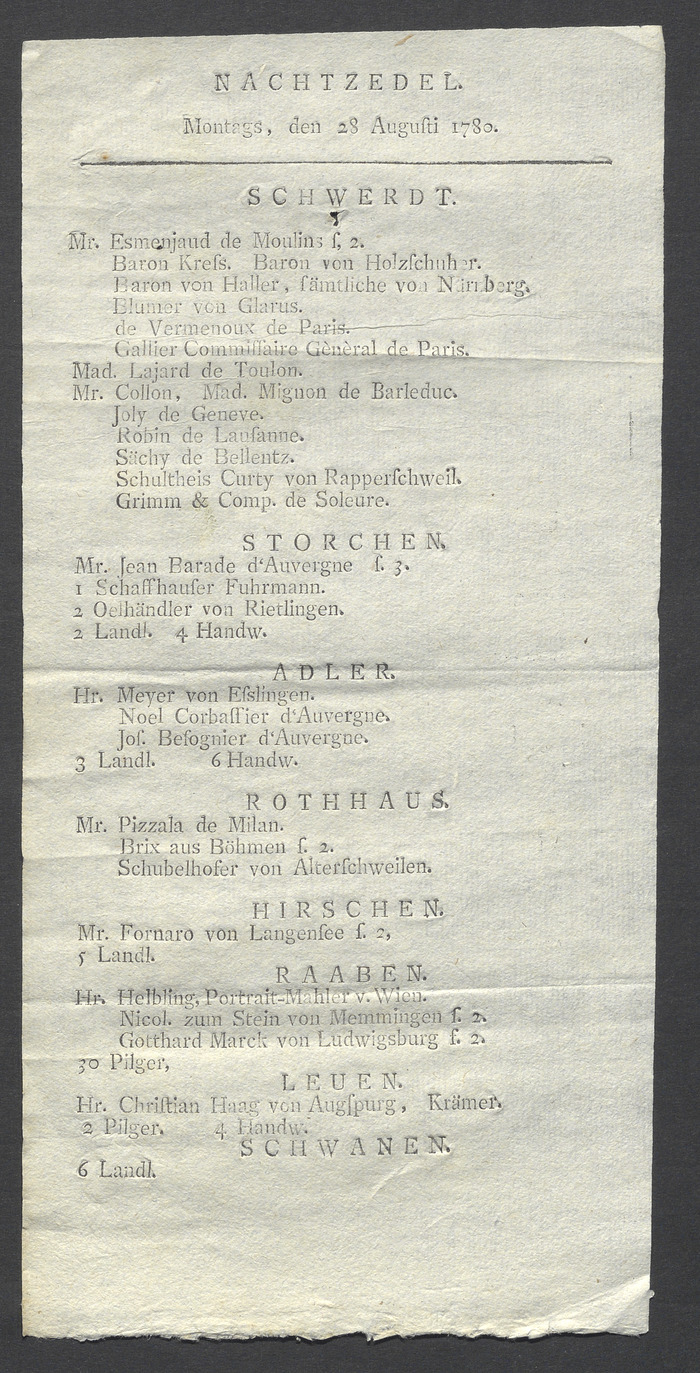 NACHTZEDEL.
Montags, den 28 Auguſti 1780.
SCHWERDT.
Mr. Esmenjaud de Moulins ſ, 2.
Baron Kreſs. Baron von Holzſchuher.
Baron von Haller, ſämtliche von Nürnberg.
Blumer von Glarus.
de Vermenoux de Paris.
Gallier Commiſſaire Gènèral de Paris.
Mad. Lajard de Toulon.
Mr. Collon, Mad. Mignon de Barleduc.
Joly de Geneve.
Robin de Lauſanne.
Sächy de Bellentz.
Schultheis Curty von Rapperſchweil.
Grimm & Comp. de Soleure.
STORCHEN.
Mr. Jean Barade d'Auvergne ſ. 3.
1 Schaffhauſer Fuhrmann.
2 Oelhändler von Rietlingen.
2 Landl. 4 Handw.
ADLER.
Hr. Meyer von Eſslingen.
Noel Corbaſſier d'Auvergne.
Joſ. Beſognier d'Auvergne.
3 Landl. 6 Handw.
ROTHHAUS.
Mr. Pizzala de Milan.
Brix aus Böhmen ſ. 2.
Schubelhofer von Alterſchweilen.
HIRSCHEN.
Mr. Fornaro von Langenſee ſ. 2,
5 Landl.
RAABEN.
Hr. Helbling, Portrait-Mahler v. Wien.
Nicol. zum Stein von Memmingen ſ. 2.
Gotthard Marck von Ludwigsburg ſ. 2.
30 Pilger,
LEUEN.
Hr. Chriſtian Haag von Augſpurg, Krämer.
2 Pilger. 4 Handw.
SCHWANEN.
6 Landl.